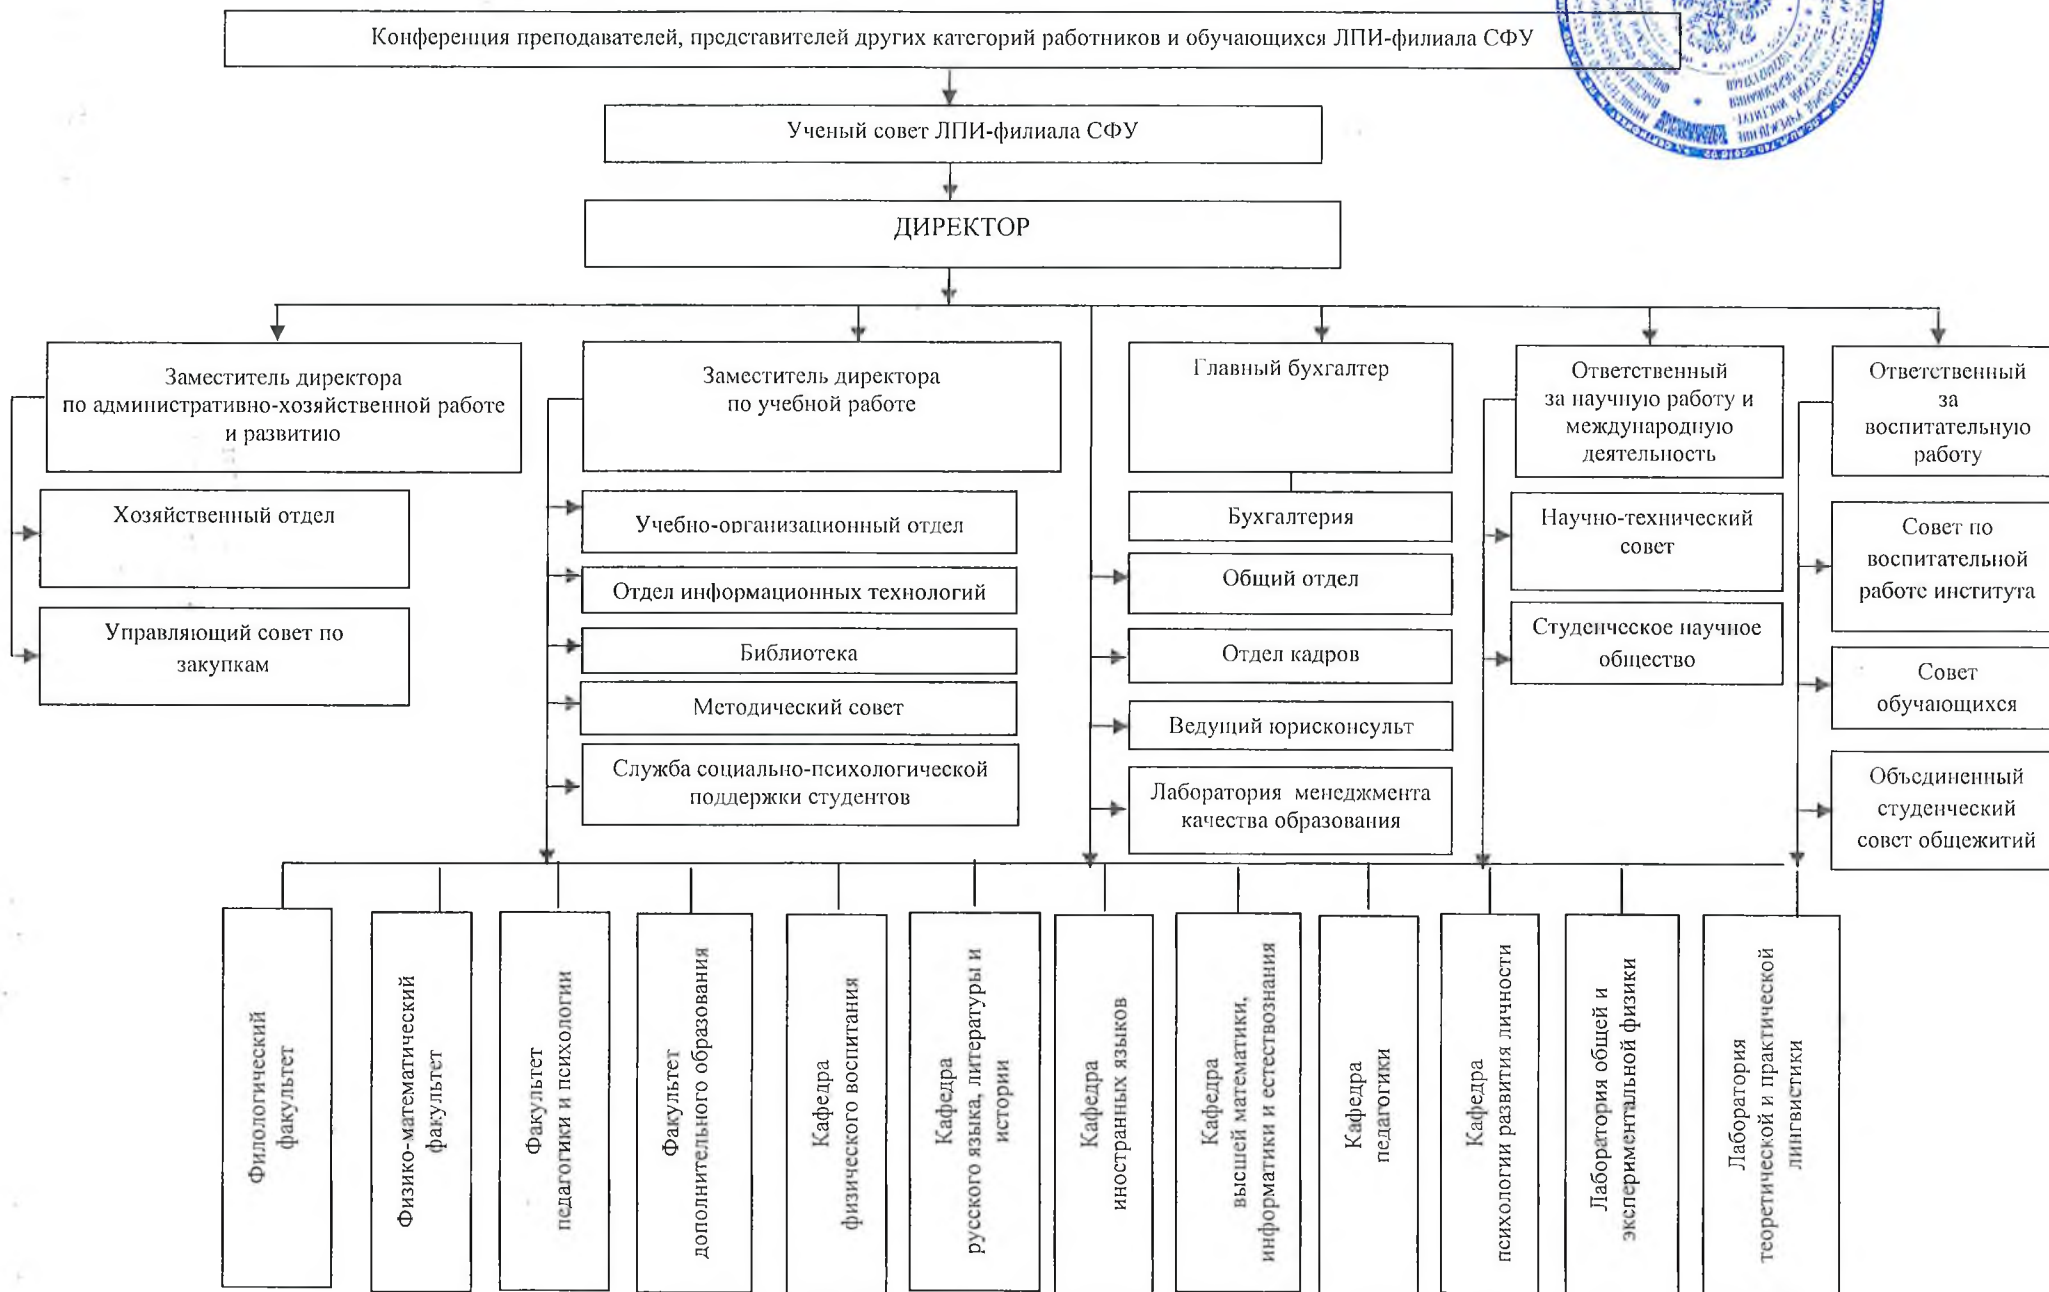 Конференция преподавателей, представителей других категорий работников и обучающихся ЛПИ-филиала СФУ
Ученый совет ЛПИ-филиала СФУ
ДИРЕКТОР
Заместитель директора
по административно-хозяйственной работе
и развитию
Хозяйственный отдел
Управляющий совет по
закупкам
Заместитель директора
по учебной работе
Учебно-организационный отдел
Отдел информационных технологий
Библиотека
Методический совет
Служба социально-психологической
поддержки студентов
Главный бухгалтер
Бухгалтерия
Общий отдел
Отдел кадров
Ведущий юрисконсульт
Лаборатория менеджмента
качества образования
Ответственный
за научную работу и
международную
деятельность
Научно-технический
совет
Студенческое научное
общество
Ответственный
за
воспитательную
работу
Совет по
воспитательной
работе института
Совет
обучающихся
Объединенный
студенческий
совет общежитий
Филологический
факультет
Физико-математический
факультет
Факультет
педагогики и психологии
Факультет
дополнительного образования
Кафедра
физического воспитания
Кафедра
русского языка, литературы и
истории
Кафедра
иностранных языков
Кафедра
высшей математики,
информатики и естествознания
Кафедра
педагогики
Кафедра
психологии развития личности
Лаборатория общей и
экспериментальной физики
Лаборатория
теоретической и практической
лингвистики